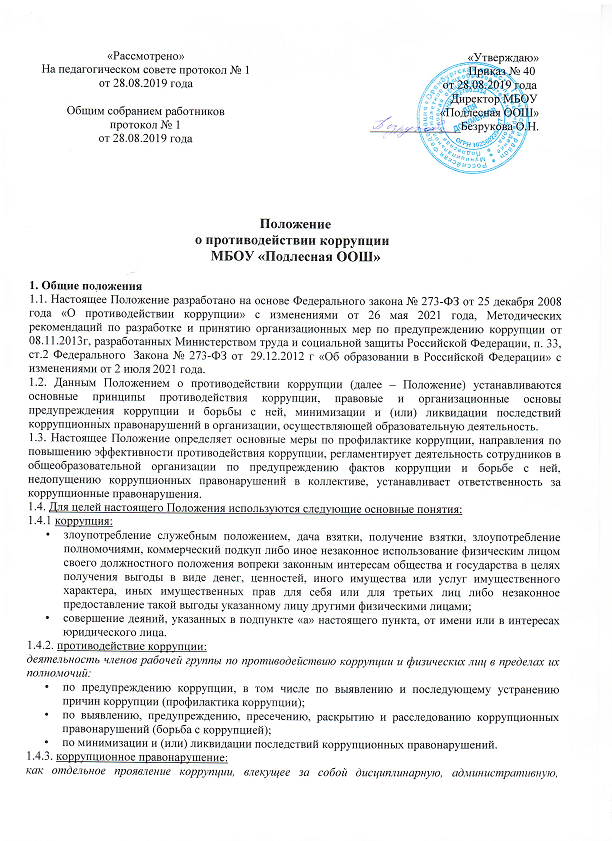 «Рассмотрено»
На педагогическом совете протокол № 1
от 28.08.2019 года
Общим собранием работников
протокол № 1
от 28.08.2019 года
«Утверждаю»
Приказ № 40
от 28.08.2019 года
Директор МБОУ
«Подлесная ООШ»
Безрукова О.Н.
Положение
о противодействии коррупции
МБОУ «Подлесная ООШ»
1. Общие положения
1.1. Настоящее Положение разработано на основе Федерального закона № 273-ФЗ от 25 декабря 2008
года «О противодействии коррупции» с изменениями от 26 мая 2021 года, Методических
рекомендаций по разработке и принятию организационных мер по предупреждению коррупции от
08.11.2013г, разработанных Министерством труда и социальной защиты Российской Федерации, п. 33,
ст.2 Федерального Закона № 273-ФЗ от 29.12.2012 г «Об образовании в Российской Федерации» с
изменениями от 2 июля 2021 года.
1.2. Данным Положением о противодействии коррупции (далее – Положение) устанавливаются
основные принципы противодействия коррупции, правовые и организационные основы
предупреждения коррупции и борьбы с ней, минимизации и (или) ликвидации последствий
коррупционных правонарушений в организации, осуществляющей образовательную деятельность.
1.3. Настоящее Положение определяет основные меры по профилактике коррупции, направления по
повышению эффективности противодействия коррупции, регламентирует деятельность сотрудников в
общеобразовательной организации по предупреждению фактов коррупции и борьбе с ней,
недопущению коррупционных правонарушений в коллективе, устанавливает ответственность за
коррупционные правонарушения.
1.4. Для целей настоящего Положения используются следующие основные понятия:
1.4.1 коррупция:
• злоупотребление служебным положением, дача взятки, получение взятки, злоупотребление
полномочиями, коммерческий подкуп либо иное незаконное использование физическим лицом
своего должностного положения вопреки законным интересам общества и государства в целях
получения выгоды в виде денег, ценностей, иного имущества или услуг имущественного
характера, иных имущественных прав для себя или для третьих лиц либо незаконное
предоставление такой выгоды указанному лицу другими физическими лицами;
• совершение деяний, указанных в подпункте «а» настоящего пункта, от имени или в интересах
юридического лица.
1.4.2. противодействие коррупции:
деятельность членов рабочей группы по противодействию коррупции и физических лиц в пределах их
полномочий:
• по предупреждению коррупции, в том числе по выявлению и последующему устранению
причин коррупции (профилактика коррупции);
• по выявлению, предупреждению, пресечению, раскрытию и расследованию коррупционных
правонарушений (борьба с коррупцией);
• по минимизации и (или) ликвидации последствий коррупционных правонарушений.
1.4.3. коррупционное правонарушение:
как отдельное проявление коррупции, влекущее за собой дисциплинарную, административную,